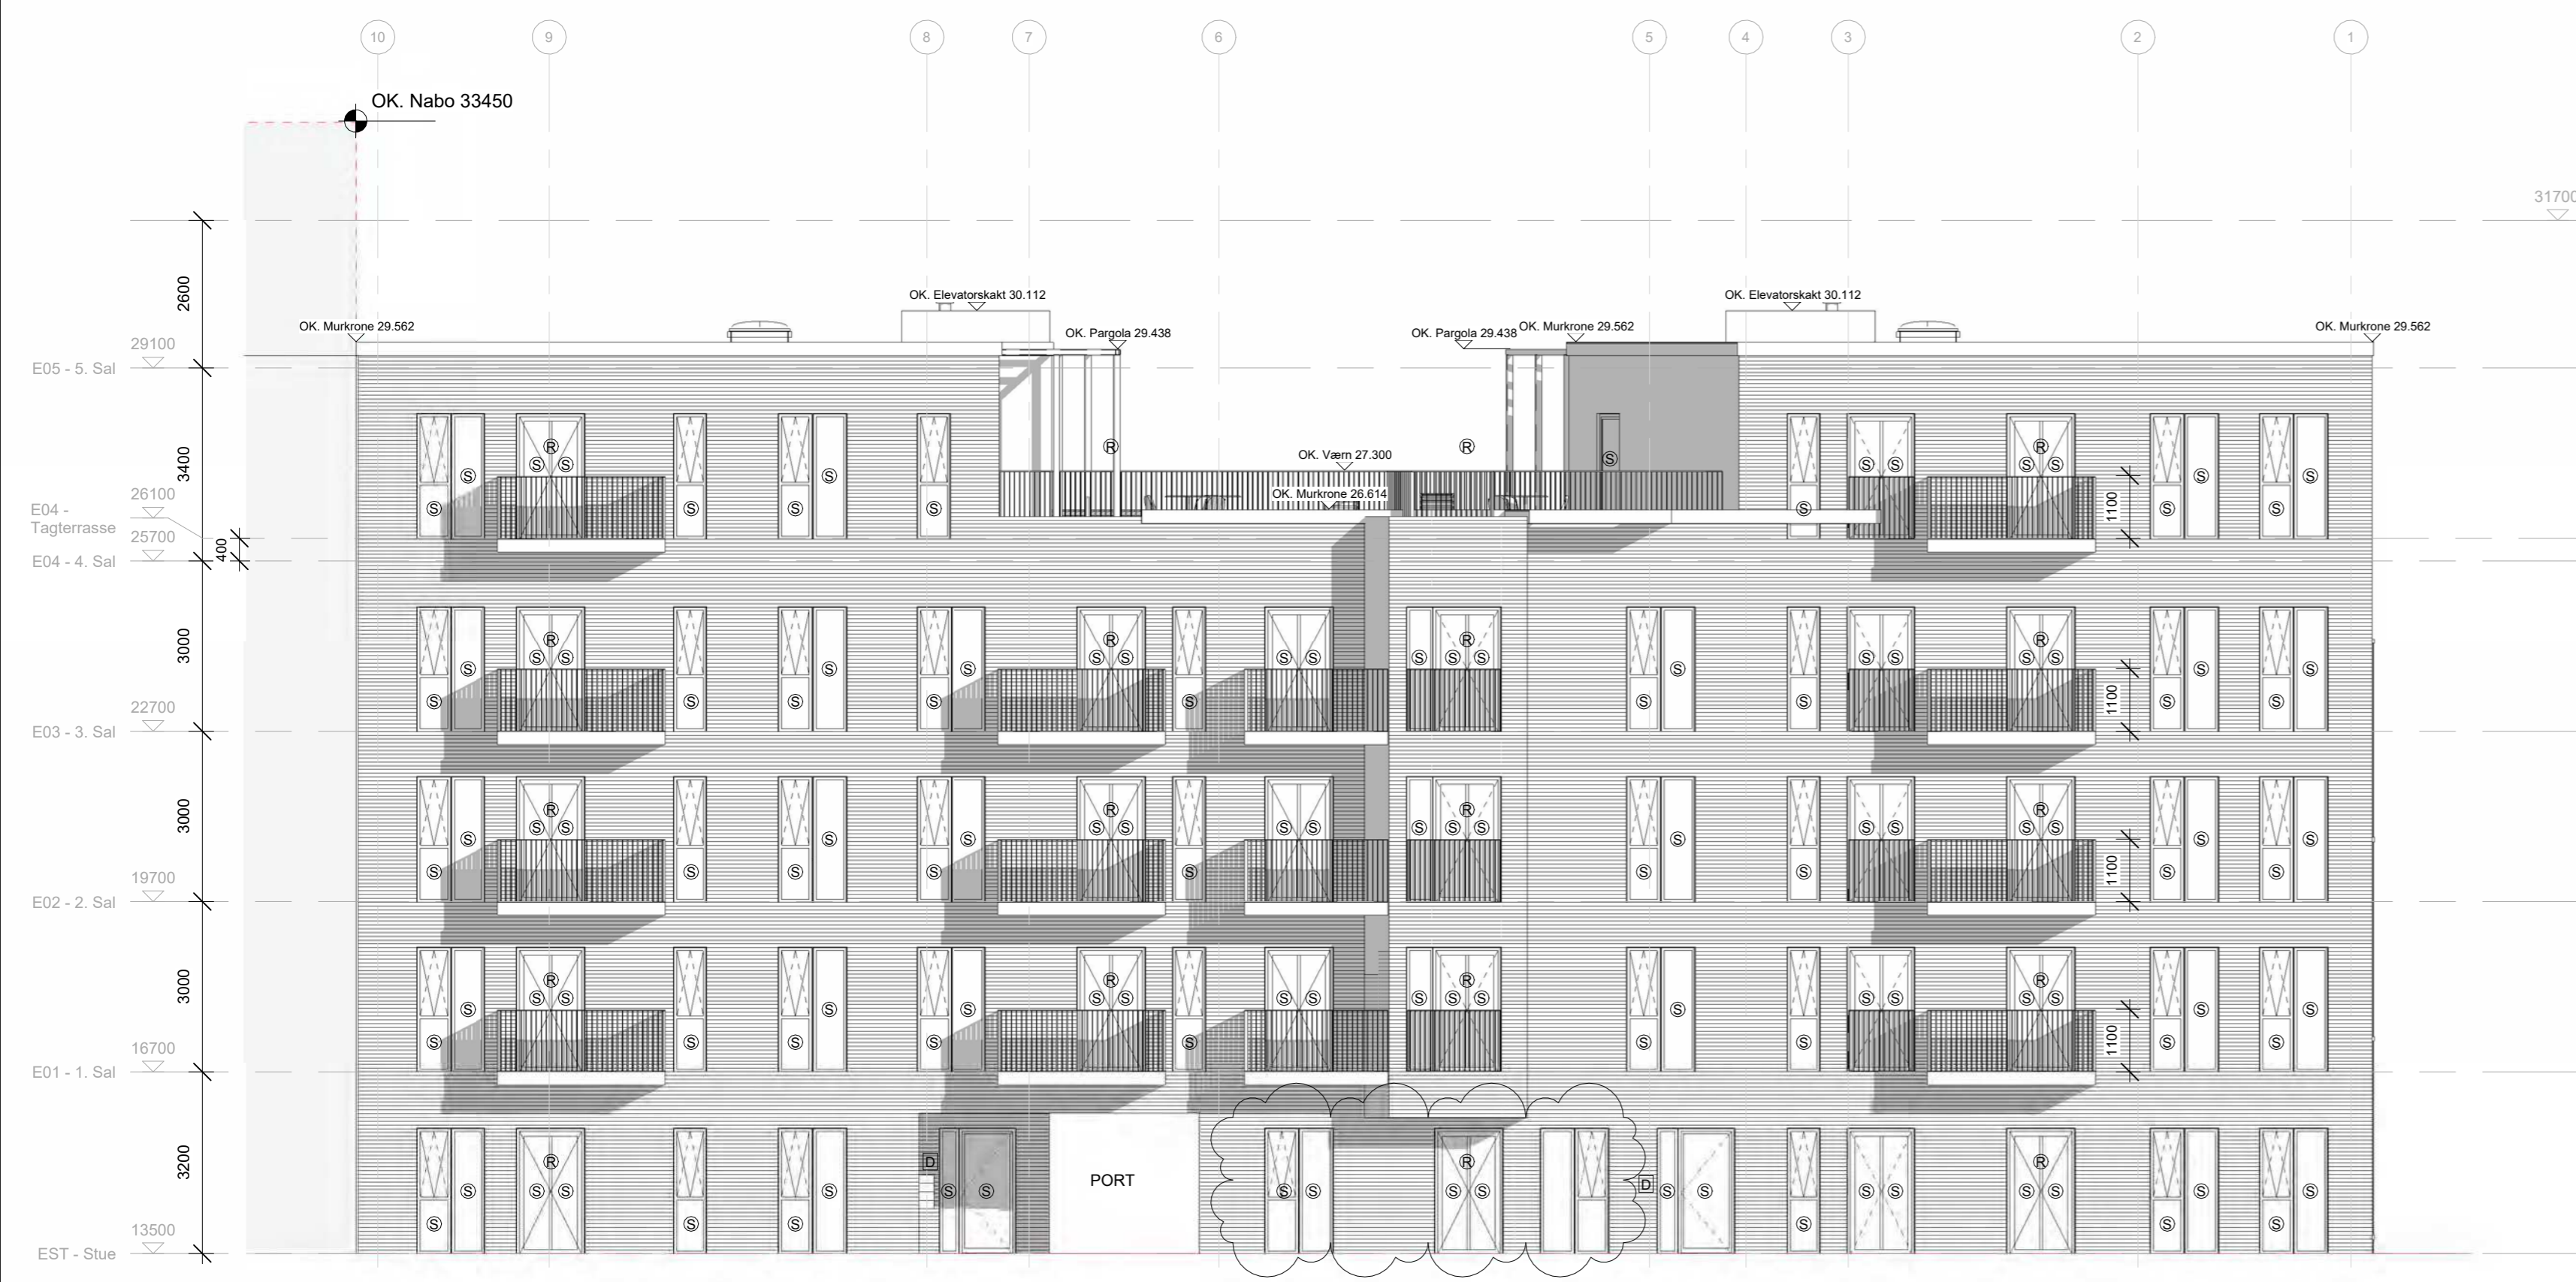 10 9 8 7 6 5 4 3 2 1
OK. Nabo 33450
31700
2600
OK. Elevatorskakt 30.112 OK. Elevatorskakt 30.112
OK. Murkrone 29.562 OK. Pargola 29.438 OK. Pargola 29.438 OK. Murkrone 29.562 OK. Murkrone 29.562
29100
E05 - 5. Sal
R R R R
S S S S S S S
3400
OK. Værn 27.300
S S S S
26100
OK. Murkrone 26.614
E04 -
Tagterrasse
S S S S S S S
1100
25700
400
E04 - 4. Sal
3000
R R R R
S S S S S S S S S S S S S
S S S S S S
22700
S S S S S S S S S
1100
E03 - 3. Sal
3000
R R R R
S S S S S S S S S S S S S
S S S S S S
19700
S S S S S S S S S
1100
E02 - 2. Sal
3000
R R R R
S S S S S S S S S S S S S
S S S S S S
16700
S S S S S S S S S
1100
E01 - 1. Sal
3200
D R R R
PORT
D
S S S S S S S S S S S S S S S S S S S
13500
S S S S S S
EST - Stue